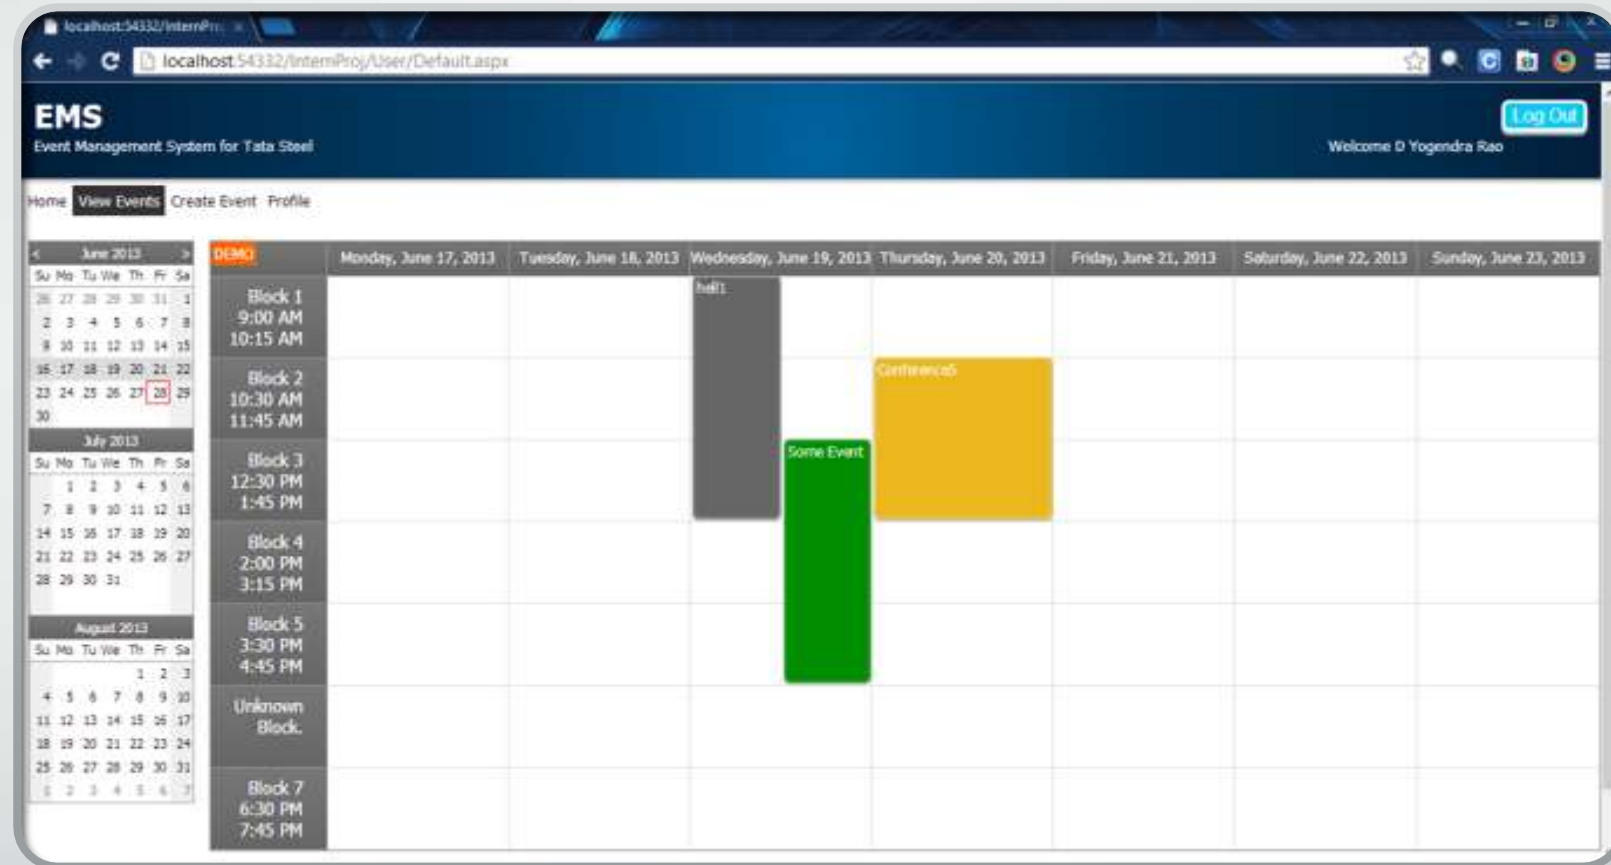 localhost:54332/InternPro
localhost:54332/InternProj/User/Default.aspx
EMS
Event Management System for Tata Steel
Log Out
Welcome D Yogendra Rao
Home View Events Create Event Profile
< June 2013 >
Su Mo Tu We Th Fr Sa
26 27 28 29 30 31 1
2 3 4 5 6 7 8
9 10 11 12 13 14 15
16 17 18 19 20 21 22
23 24 25 26 27 28 29
30
July 2013
Su Mo Tu We Th Fr Sa
1 2 3 4 5 6
7 8 9 10 11 12 13
14 15 16 17 18 19 20
21 22 23 24 25 26 27
28 29 30 31
August 2013
Su Mo Tu We Th Fr Sa
1 2 3
4 5 6 7 8 9 10
11 12 13 14 15 16 17
18 19 20 21 22 23 24
25 26 27 28 29 30 31
1 2 3 4 5 6 7
DEMO Monday, June 17, 2013 Tuesday, June 18, 2013 Wednesday, June 19, 2013 Thursday, June 20, 2013 Friday, June 21, 2013 Saturday, June 22, 2013 Sunday, June 23, 2013
Block 1
9:00 AM
10:15 AM
Block 2
10:30 AM
11:45 AM
Conference5
Block 3
12:30 PM
1:45 PM
Some Event
Block 4
2:00 PM
3:15 PM
Block 5
3:30 PM
4:45 PM
Unknown
Block.
Block 7
6:30 PM
7:45 PM